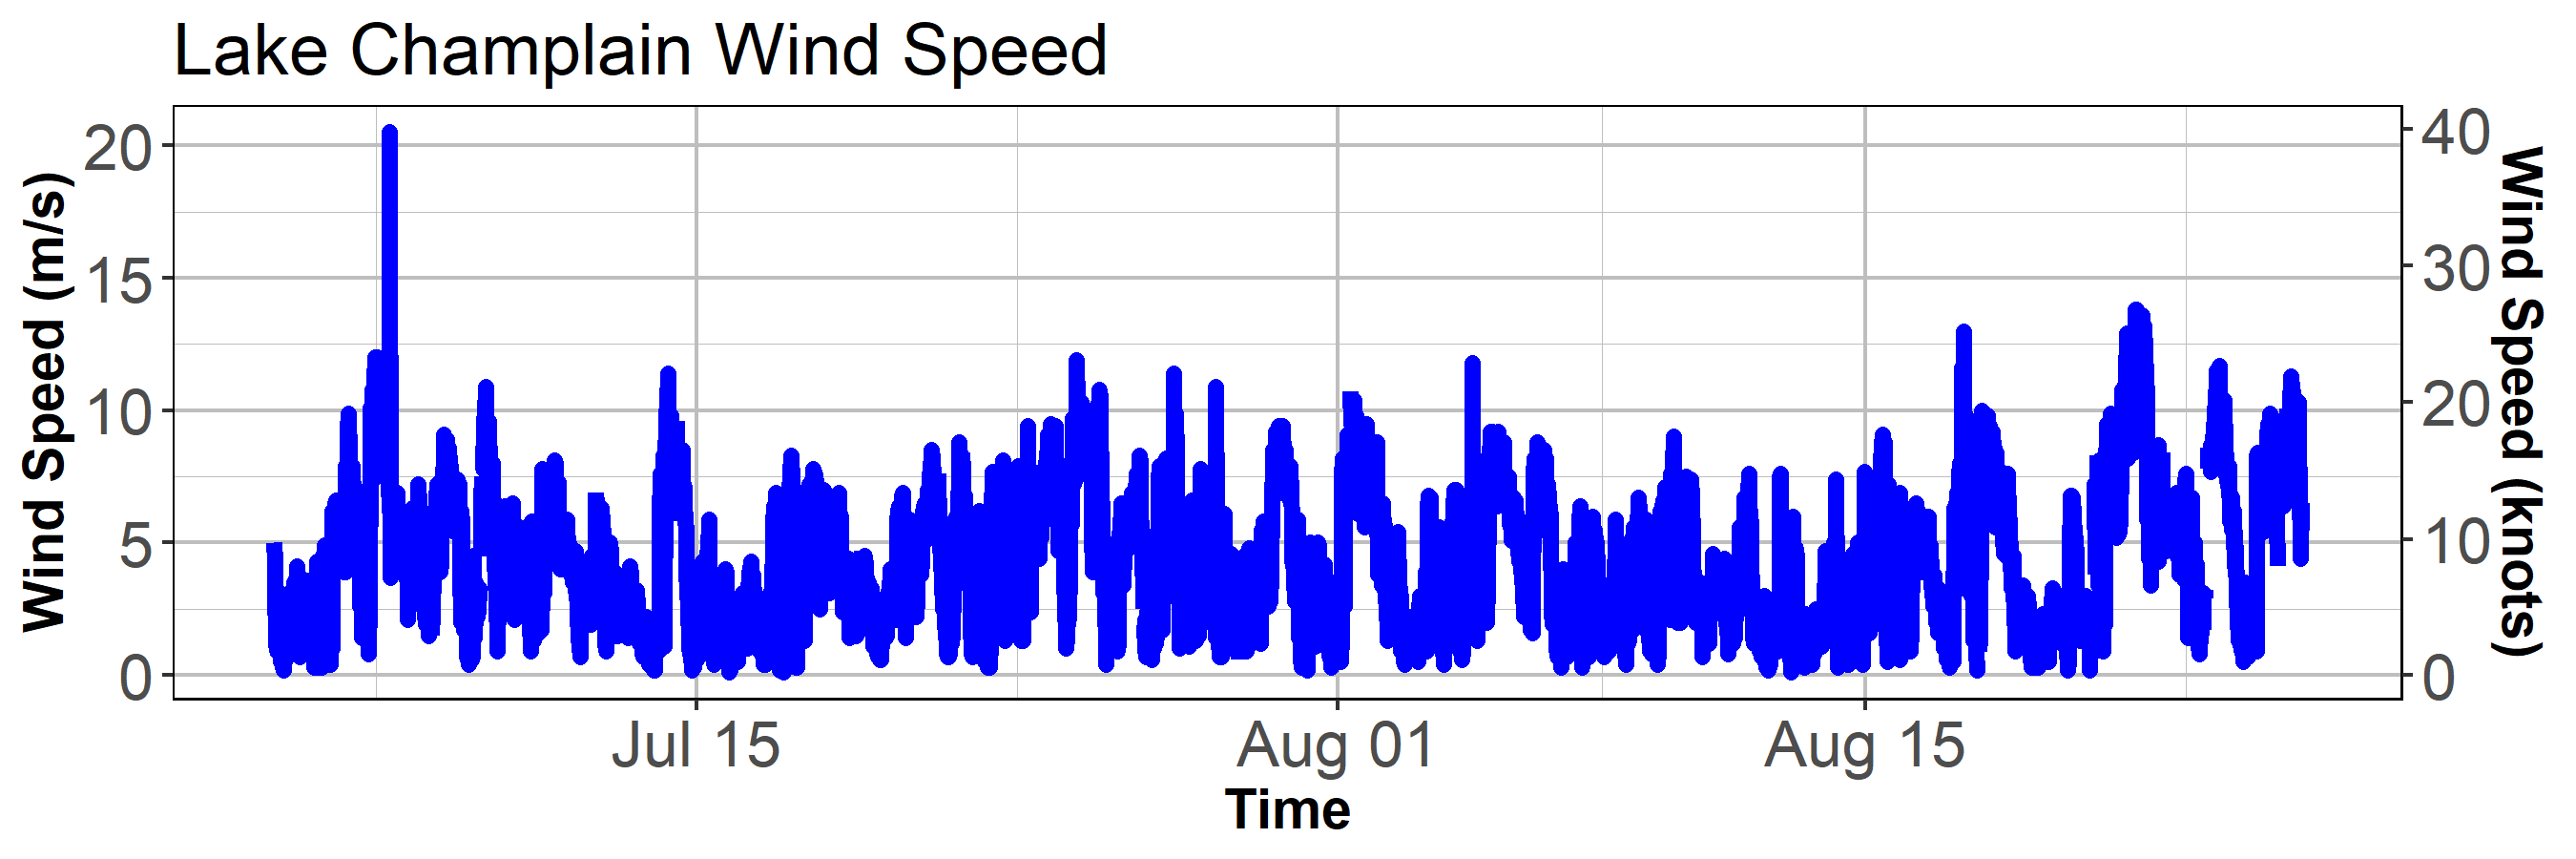 Lake Champlain Wind Speed
Wind Speed (m/s)
20
15
10
5
0
40
30
20
10
0
Wind Speed (knots)
Jul 15
Aug 01
Aug 15
Time